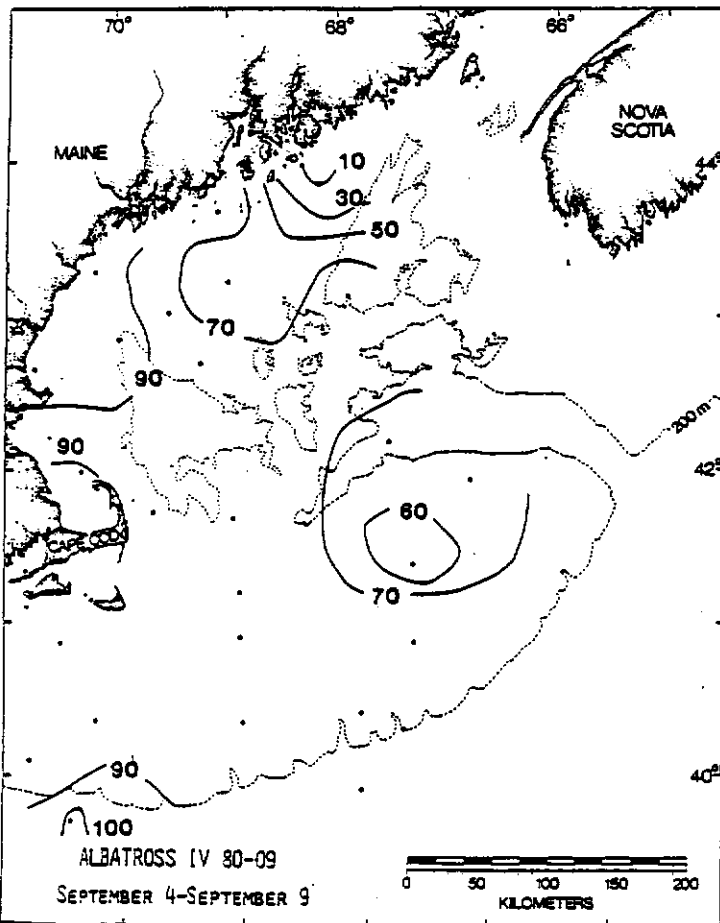 70° 68° 66°
NOVA
SCOTIA
MAINE
44°
10
30
50
70
90
200 m
90
42°
60
CAPE COD
70
90
40°
100
ALBATROSS IV 80-09
SEPTEMBER 4-SEPTEMBER 9
0 50 100 150 200
KILOMETERS